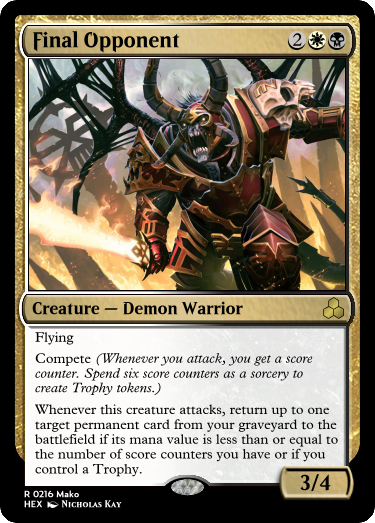 Final Opponent 2
Creature — Demon Warrior
Flying
Compete (Whenever you attack, you get a score
counter. Spend six score counters as a sorcery to
create Trophy tokens.)
Whenever this creature attacks, return up to one
target permanent card from your graveyard to the
battlefield if its mana value is less than or equal to
the number of score counters you have or if you
control a Trophy.
3/4
R 0216 Mako
HEX Nicholas Kay